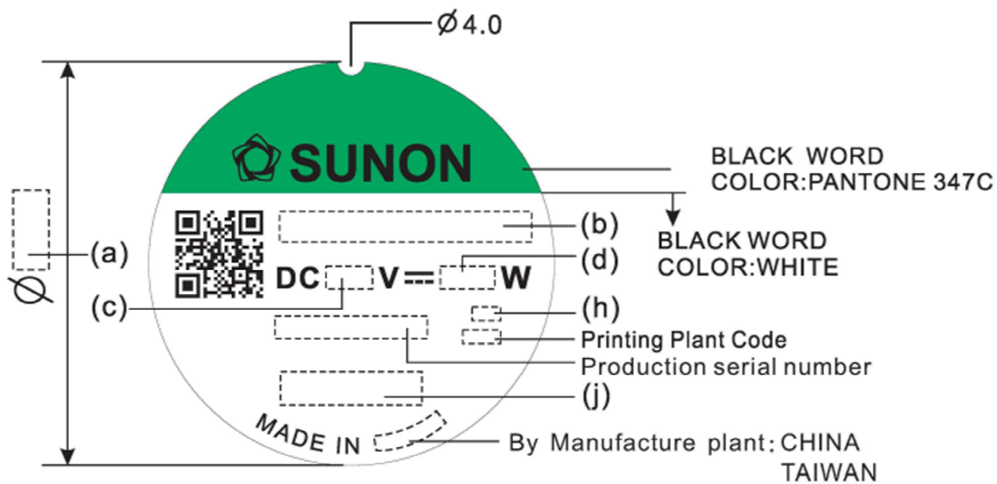 Ø4.0
SUNON
BLACK WORD
COLOR:PANTONE 347C
BLACK WORD
COLOR:WHITE
(a)
Ø
(b)
(c)
DC V W
(d)
(h)
Printing Plant Code
Production serial number
(j)
MADE IN
By Manufacture plant: CHINA
TAIWAN